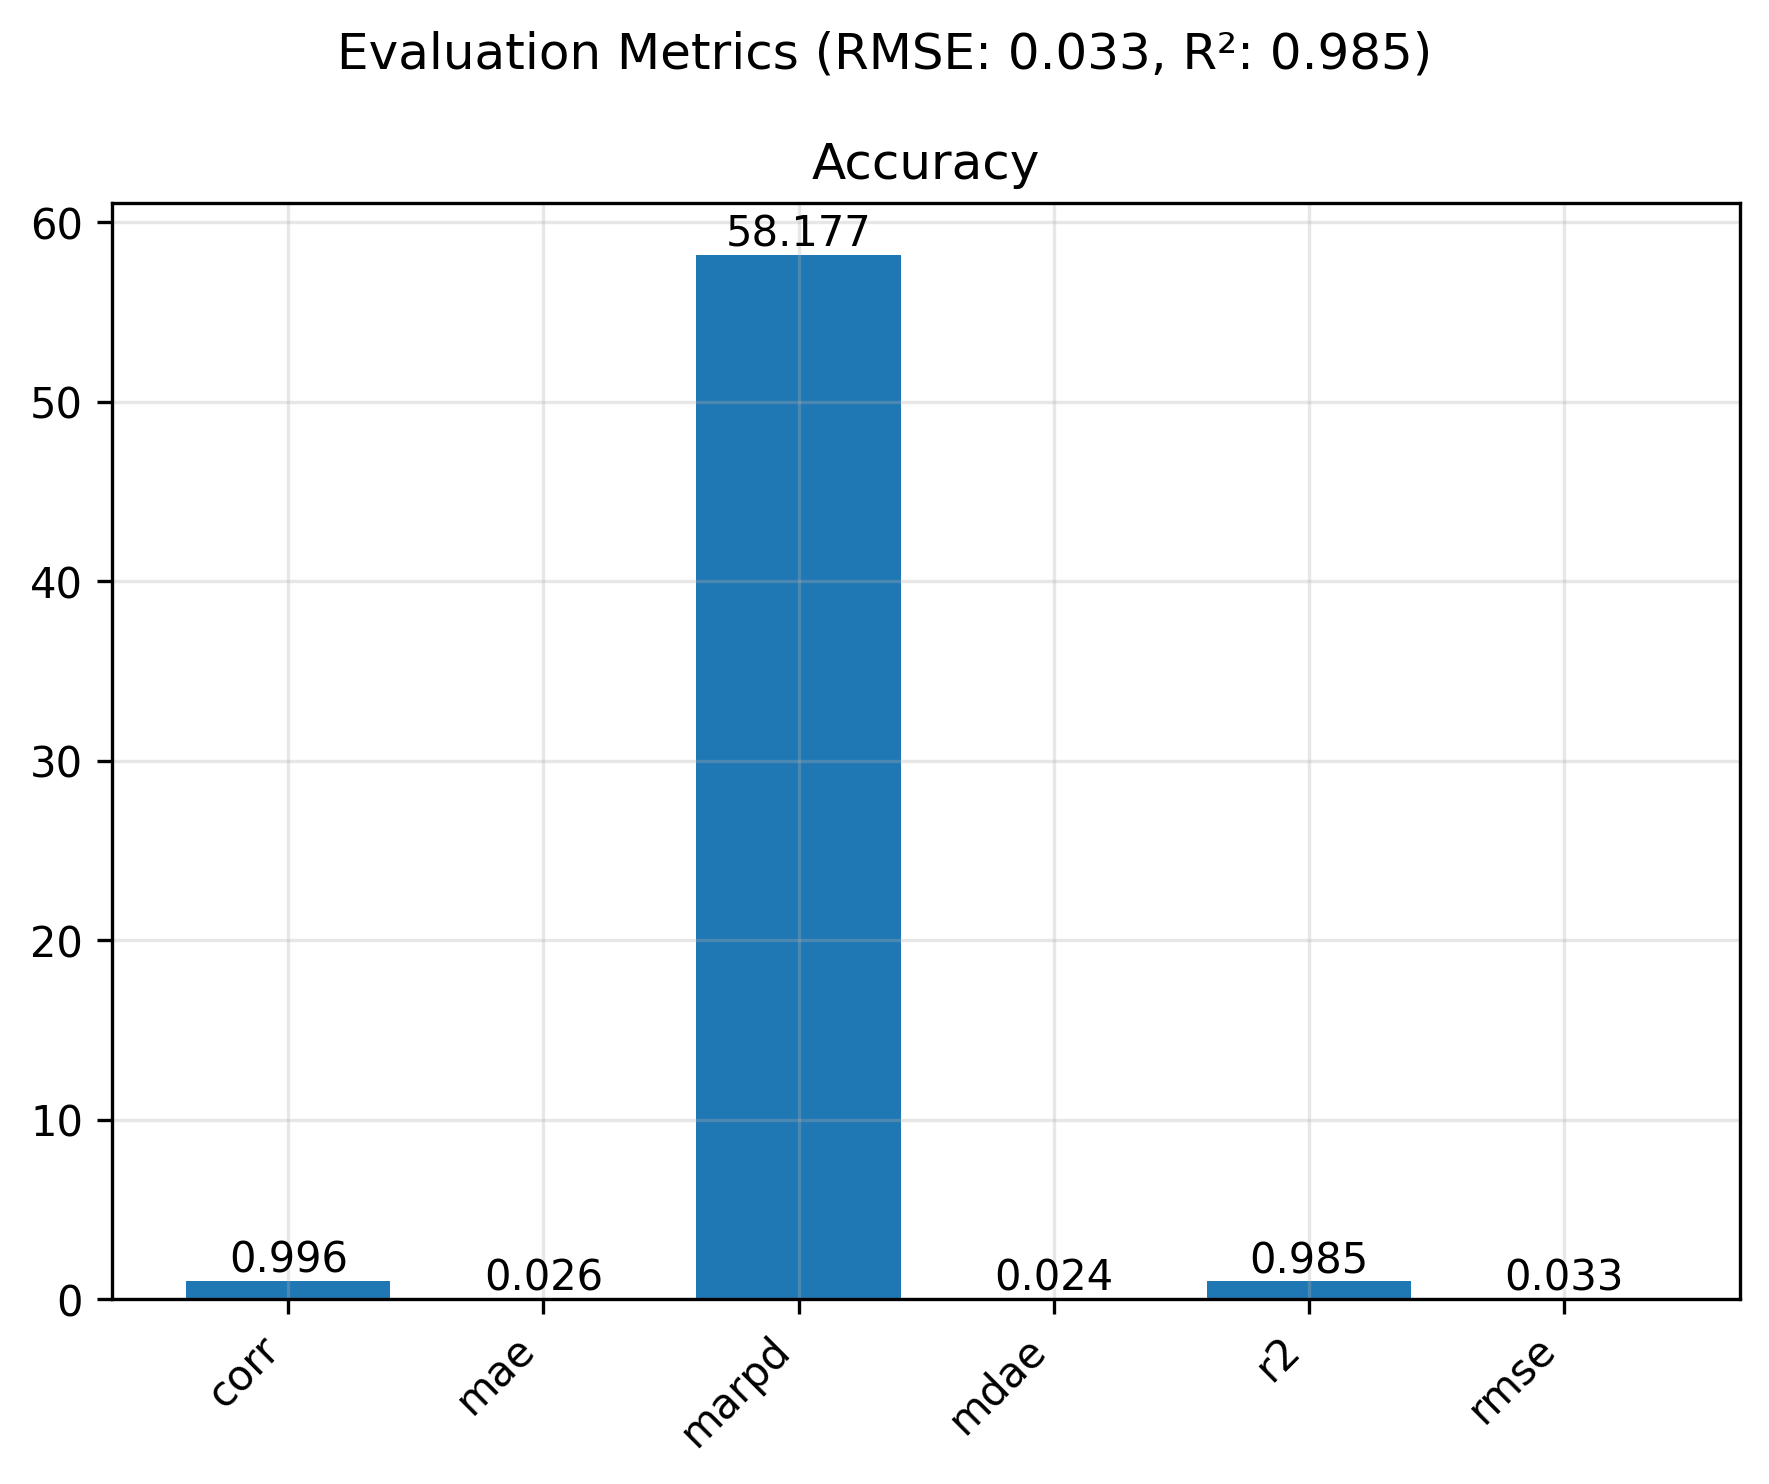 Evaluation Metrics (RMSE: 0.033, R²: 0.985)
Accuracy
60
50
40
30
20
10
0
58.177
0.996
0.026
0.024
0.985
0.033
corr
mae
marpd
mdae
r2
rmse